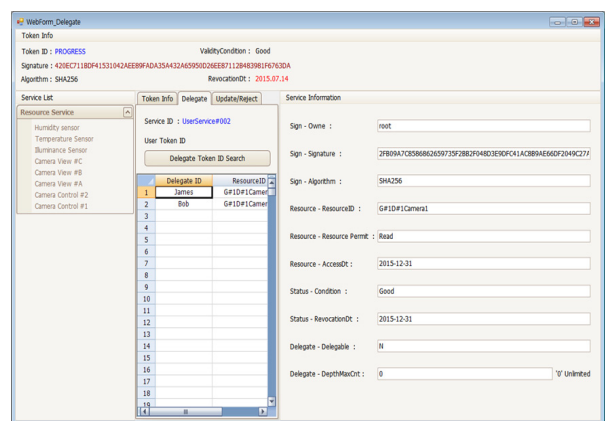 WebForm_Delegate
Token Info
Token ID : PROGRESS
ValidityCondition : Good
Signature : 420EC711BDF41531042AEE89FADA35A432A65950D26EEB7112B483981F6763DA
Algorithm : SHA256
RevocationDt : 2015.07.14
Service List
Resource Service
Humidity sensor
Temperature Sensor
Illuminance Sensor
Camera View #C
Camera View #B
Camera View #A
Camera Control #2
Camera Control #1
Token Info Delegate Update/Reject
Service ID : UserService#002
User Token ID
Delegate Token ID Search
Delegate ID ResourceID
1 James G#1D#1Camer
2 Bob G#1D#1Camer
3
4
5
6
7
8
9
10
11
12
13
14
15
16
17
18
19
Service Information
Sign - Owne : root
Sign - Signature : 2FB09A7C8586862659735F2BB2F048D3E9DFC41AC8B9AE66DF2049C27/
Sign - Algorithm : SHA256
Resource - ResourceID : G#1D#1Camera1
Resource - Resource Permit : Read
Resource - AccessDt : 2015-12-31
Status - Condition : Good
Status - RevocationDt : 2015-12-31
Delegate - Delegable : N
Delegate - DepthMaxCnt : 0 '0' Unlimited